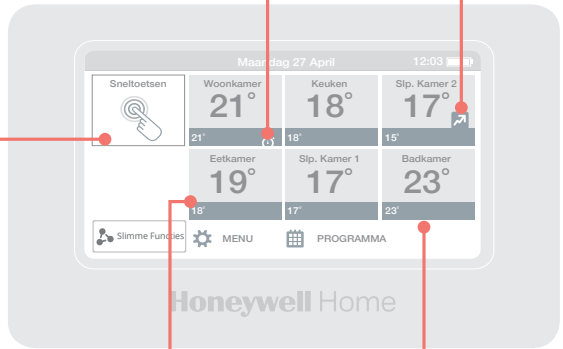 Maandag 27 April 12:03
Sneltoetsen
Woonkamer Keuken Slp. Kamer 2
21° 18° 17°
21° 18° 15°
Eetkamer Slp. Kamer 1 Badkamer
19° 17° 23°
18° 17° 23°
Slimme Functies MENU PROGRAMMA
Honeywell Home